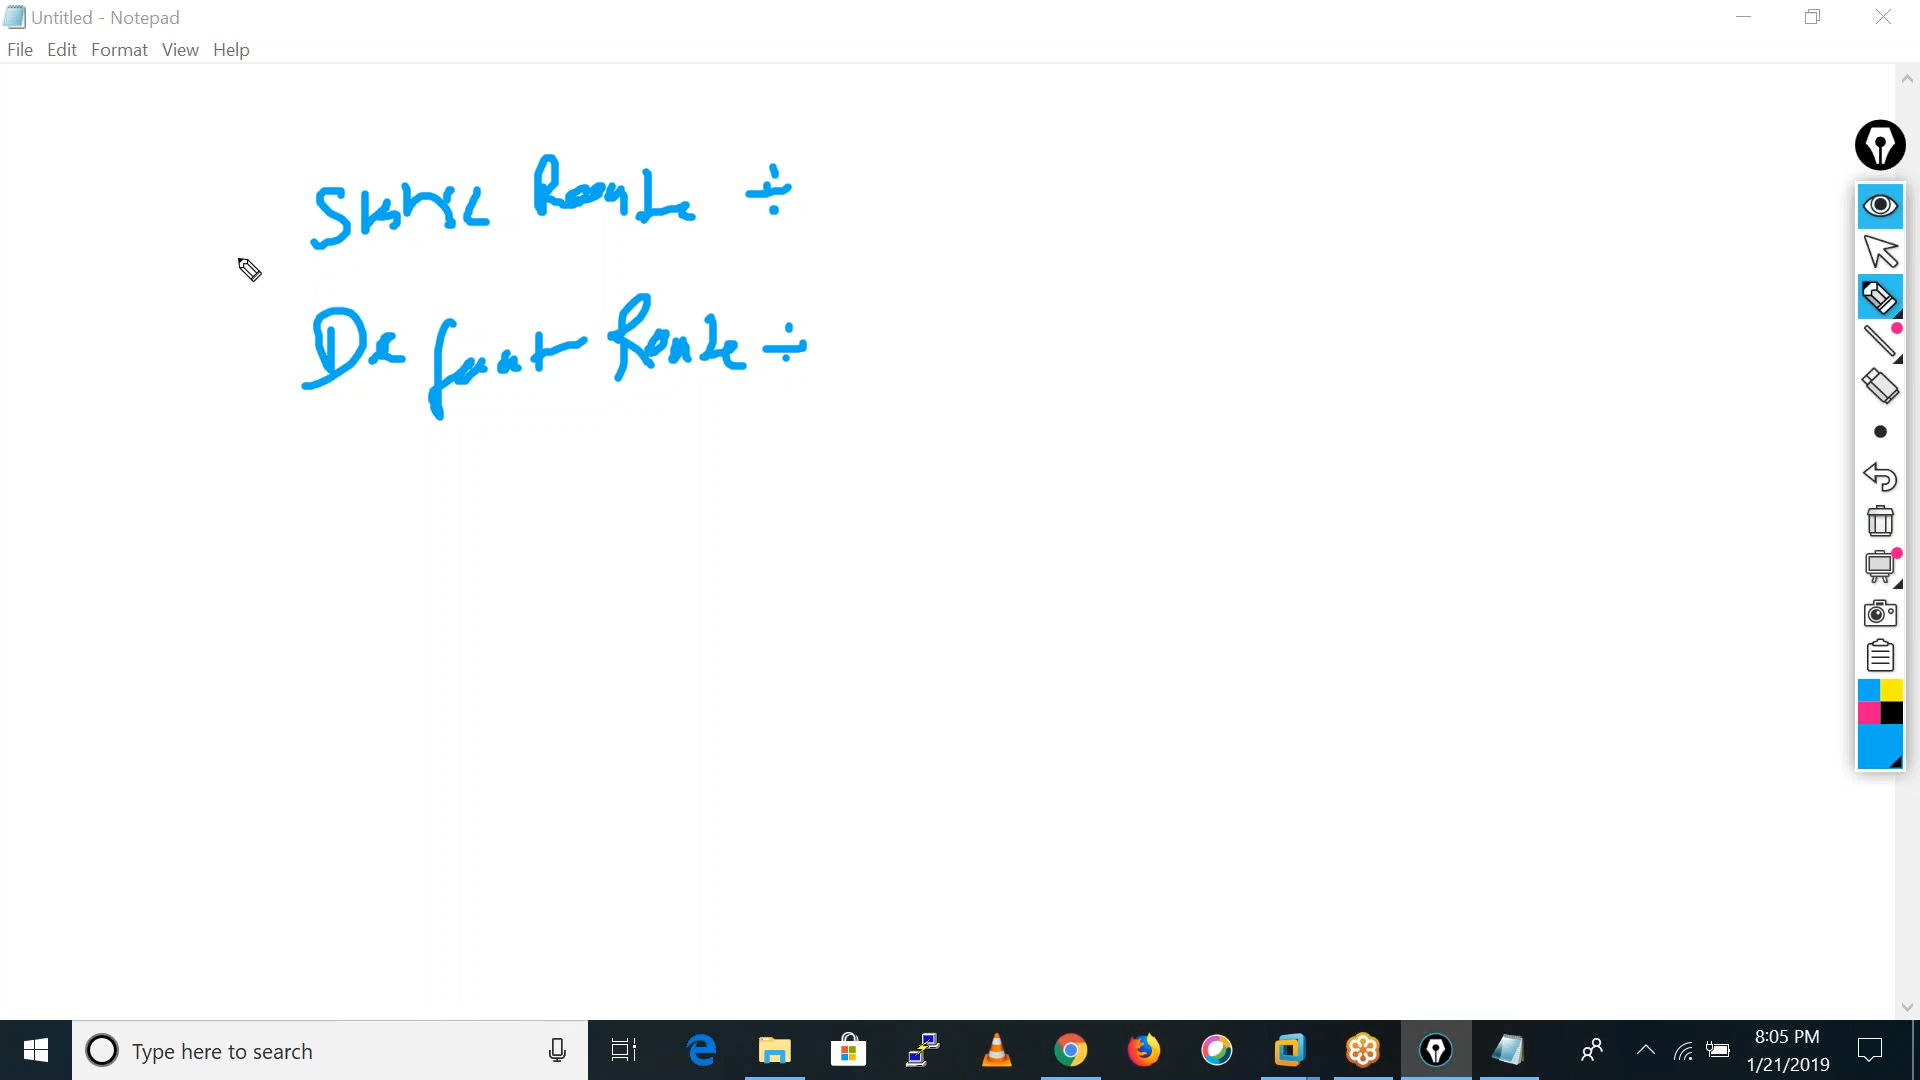 Untitled - Notepad
File Edit Format View Help
Static Route ÷
Defaut Route ÷
Type here to search
8:05 PM
1/21/2019